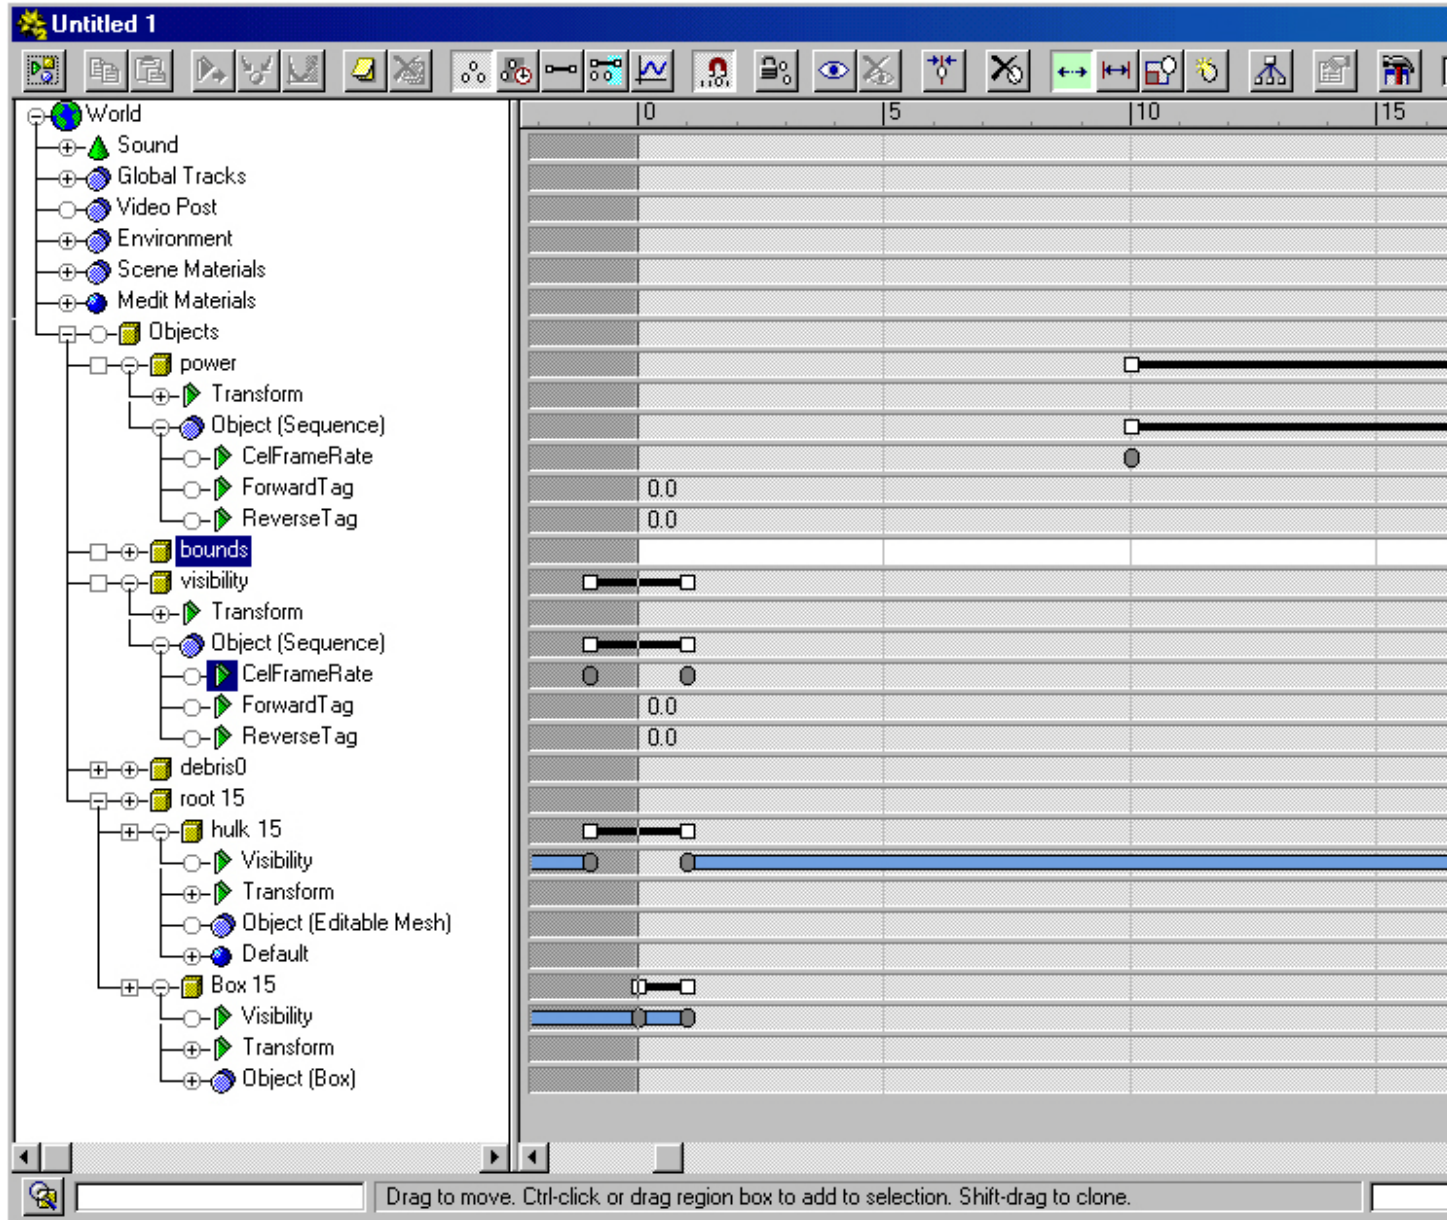 Untitled 1
0 5 10 15
World
Sound
Global Tracks
Video Post
Environment
Scene Materials
Medit Materials
Objects
power
Transform
Object (Sequence)
CelFrameRate
ForwardTag 0.0
ReverseTag 0.0
bounds
visibility
Transform
Object (Sequence)
CelFrameRate
ForwardTag 0.0
ReverseTag 0.0
debris0
root 15
hulk 15
Visibility
Transform
Object (Editable Mesh)
Default
Box 15
Visibility
Transform
Object (Box)
Drag to move. Ctrl-click or drag region box to add to selection. Shift-drag to clone.